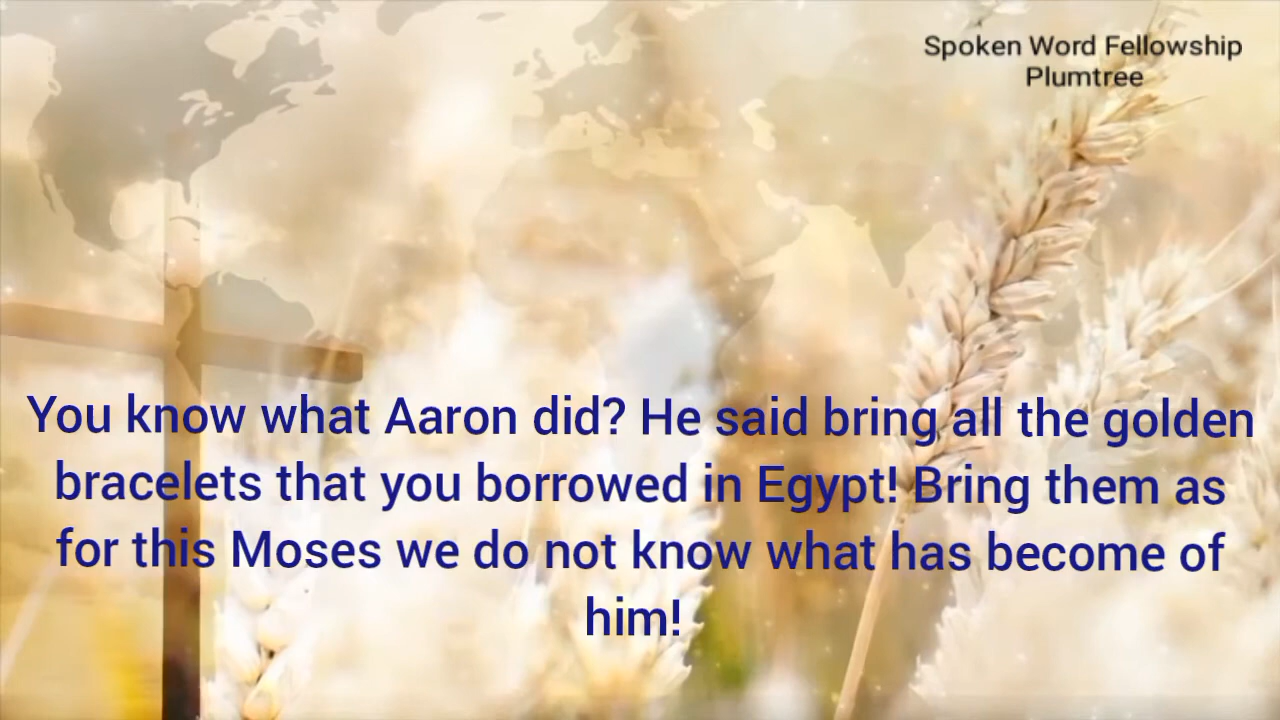 Spoken Word Fellowship
Plumtree
You know what Aaron did? He said bring all the golden
bracelets that you borrowed in Egypt! Bring them as
for this Moses we do not know what has become of
him!